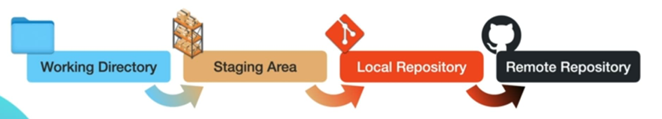 Working Directory
Staging Area
Local Repository
Remote Repository